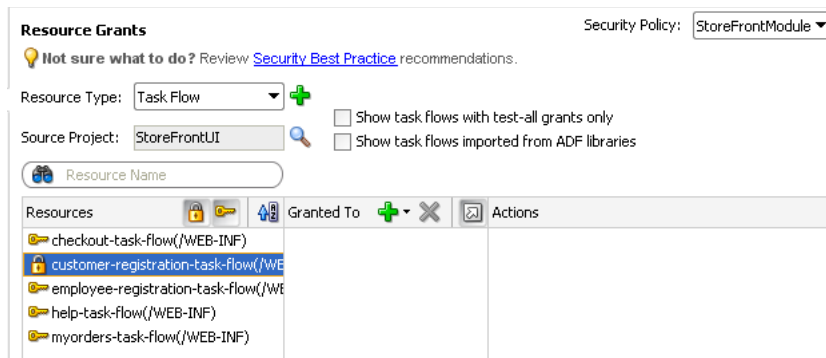 Resource Grants
Security Policy: StoreFrontModule
Not sure what to do? Review Security Best Practice recommendations.
Resource Type: Task Flow
Show task flows with test-all grants only
Source Project: StoreFrontUI
Show task flows imported from ADF libraries
Resource Name
Resources Granted To Actions
checkout-task-flow(/WEB-INF)
customer-registration-task-flow(/WE
employee-registration-task-flow(/WE
help-task-flow(/WEB-INF)
myorders-task-flow(/WEB-INF)